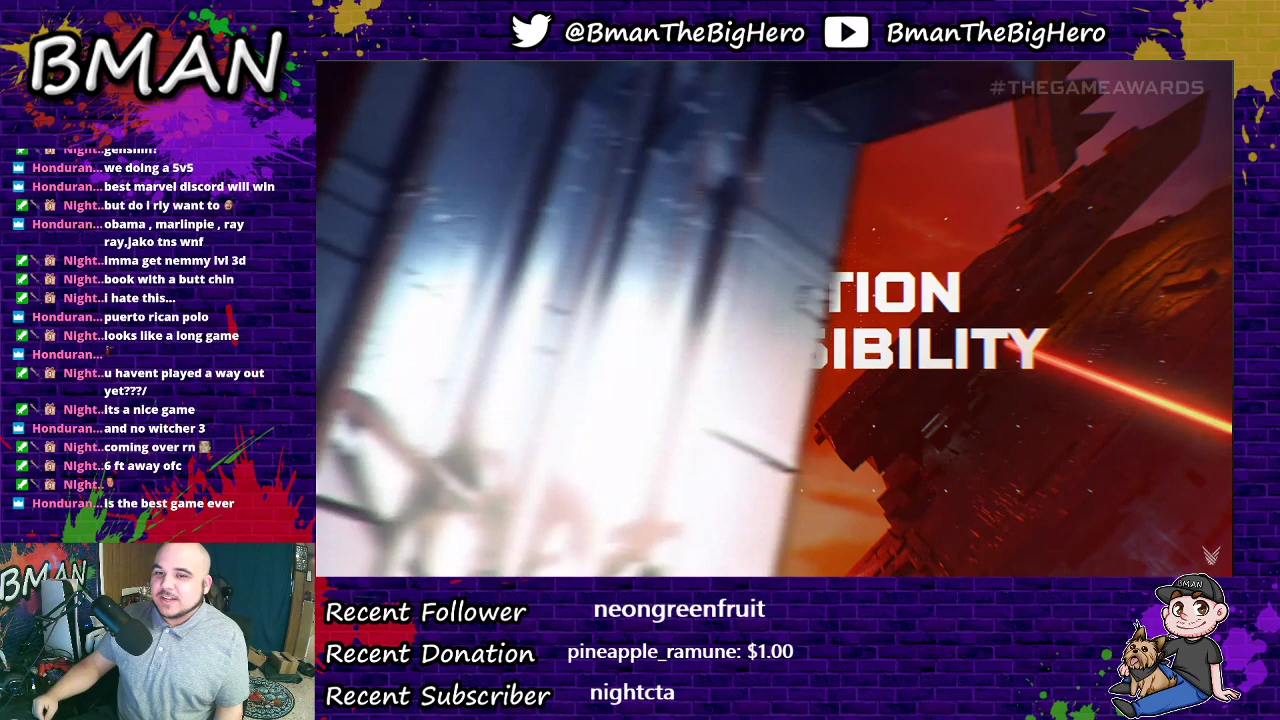 BMAN
@BmanTheBigHero
BmanTheBigHero
#THEGAMEAWARDS
Night..genshin?
Honduran...we doing a 5v5
Honduran...best marvel discord will win
Night..but do i rly want to
Honduran...obama , marlinpie , ray
ray,jako tns wnf
Night..Imma get nemmy lvl 3d
Night..book with a butt chin
Night..i hate this...
Honduran...puerto rican polo
Night..looks like a long game
Honduran...
Night..u havent played a way out
yet???/
Night..its a nice game
Honduran...and no witcher 3
Night..coming over rn
Night..6 ft away ofc
Night..
Honduran...is the best game ever
TION
SIBILITY
BMAN
Recent Follower neongreenfruit
Recent Donation pineapple_ramune: $1.00
Recent Subscriber nightcta
BMAN